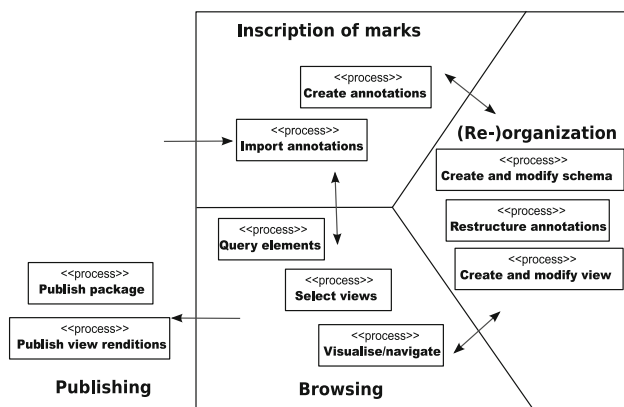 Inscription of marks
<<process>>
Create annotations
<<process>>
Import annotations
(Re-)organization
<<process>>
Create and modify schema
<<process>>
Restructure annotations
<<process>>
Create and modify view
<<process>>
Query elements
<<process>>
Select views
<<process>>
Visualise/navigate
Browsing
<<process>>
Publish package
<<process>>
Publish view renditions
Publishing